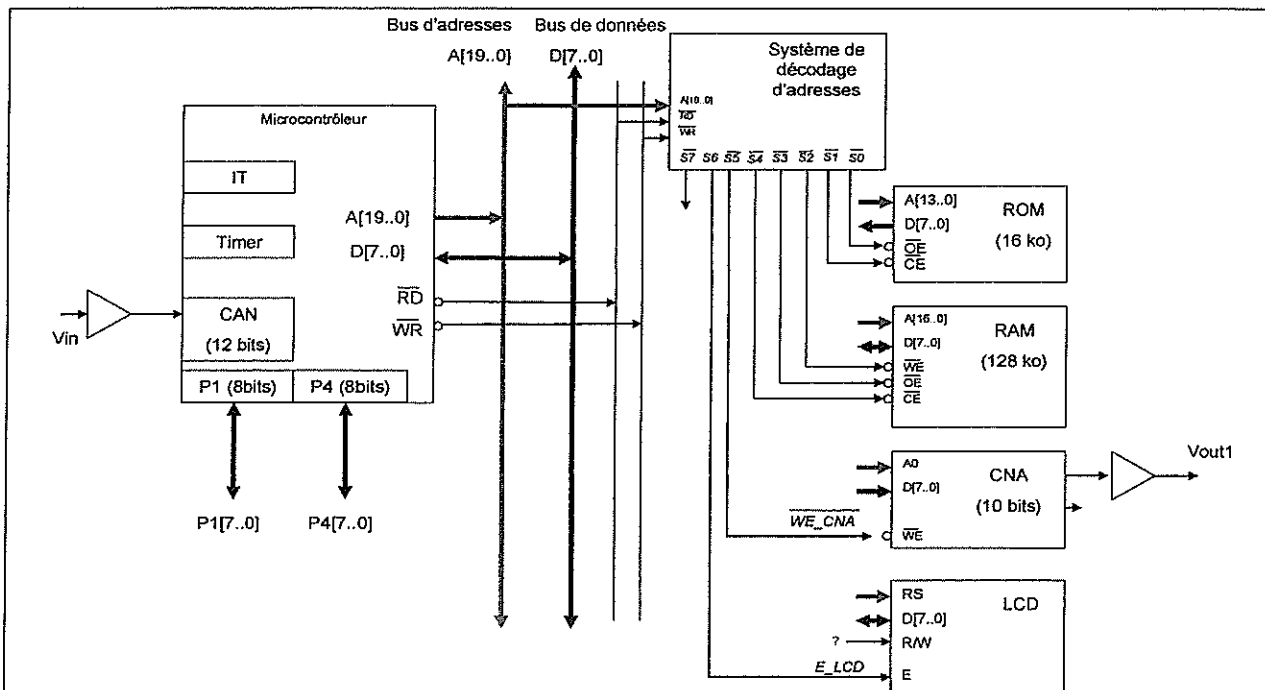 Bus d'adresses
Bus de données
A[19..0]
D[7..0]
Système de
décodage
d'adresses
RD
WR
S7 S6 S5 S4 S3 S2 S1 S0
Microcontrôleur
IT
Timer
CAN
(12 bits)
A[19..0]
D[7..0]
RD
WR
P1 (8bits)
P4 (8bits)
P1[7..0]
P4[7..0]
Vin
A[13..0]
D[7..0]
OE
CE
ROM
(16 ko)
A[16..0]
D[7..0]
WE
OE
CE
RAM
(128 ko)
A0
D[7..0]
WE
CNA
(10 bits)
WE_CNA
Vout1
RS
D[7..0]
R/W
E
LCD
?
E_LCD